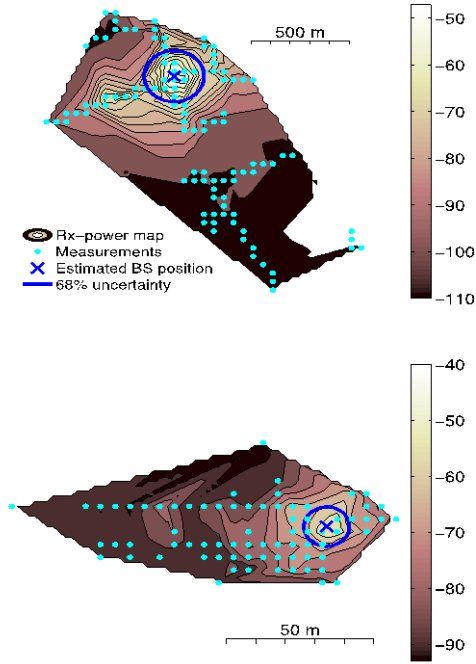 500 m
−50
−60
−70
−80
−90
−100
−110
Rx−power map
Measurements
Estimated BS position
68% uncertainty
−40
−50
−60
−70
−80
−90
50 m